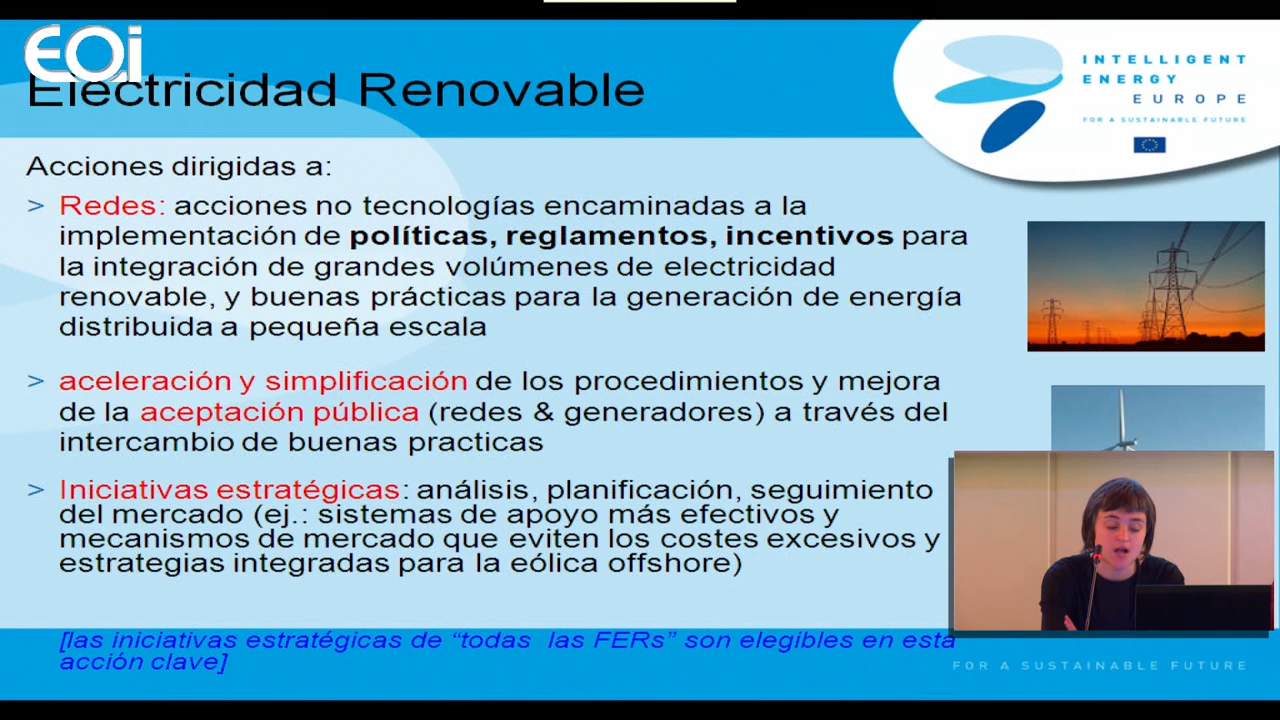 EOi
Electricidad Renovable
INTELLIGENT
ENERGY
EUROPE
FOR A SUSTAINABLE FUTURE
Acciones dirigidas a:
> Redes: acciones no tecnologías encaminadas a la
implementación de políticas, reglamentos, incentivos para
la integración de grandes volúmenes de electricidad
renovable, y buenas prácticas para la generación de energía
distribuida a pequeña escala
> aceleración y simplificación de los procedimientos y mejora
de la aceptación pública (redes & generadores) a través del
intercambio de buenas practicas
> Iniciativas estratégicas: análisis, planificación, seguimiento
del mercado (ej.: sistemas de apoyo más efectivos y
mecanismos de mercado que eviten los costes excesivos y
estrategias integradas para la eólica offshore)
[las iniciativas estratégicas de “todas las FERs” son elegibles en esta
acción clave]
FOR A SUSTAINABLE FUTURE